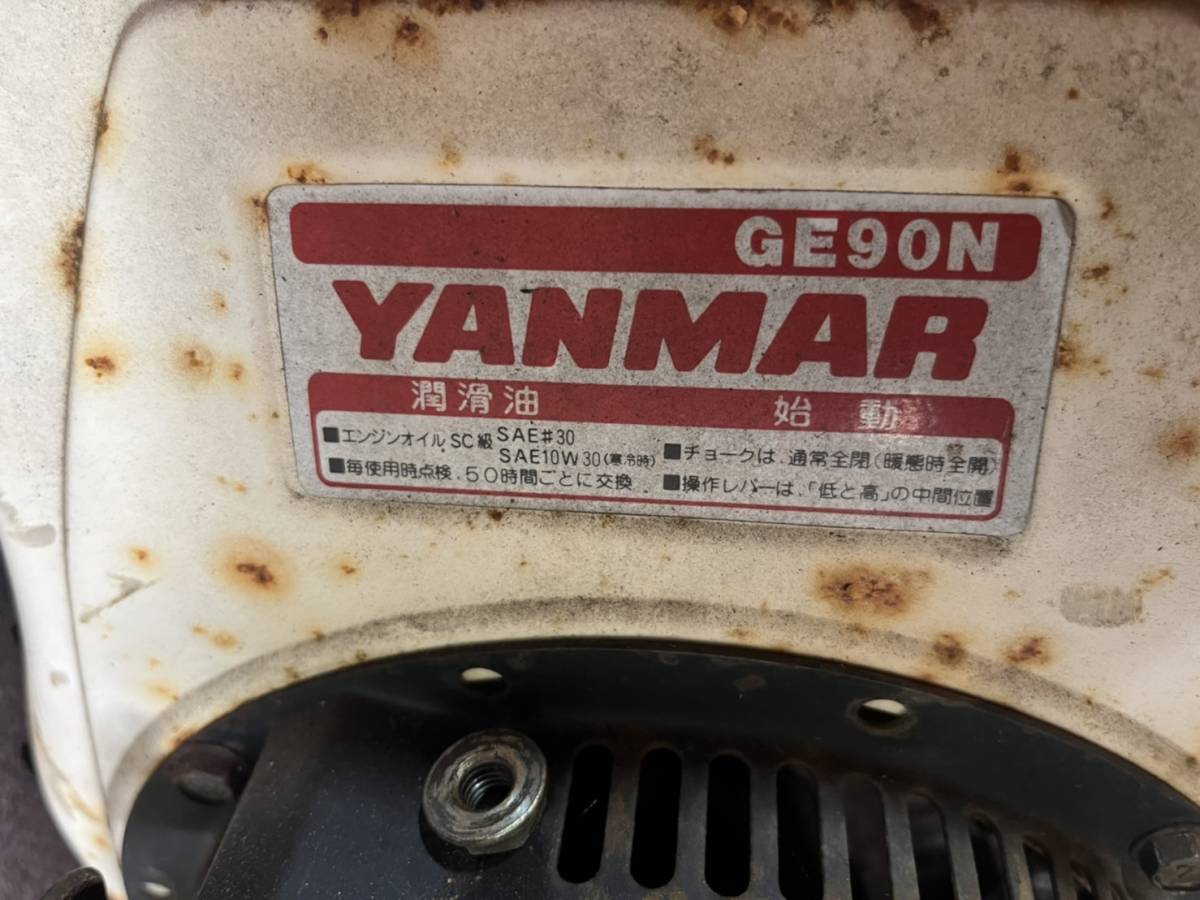 GE90N
YANMAR
潤滑油
■エンジンオイル SC級 SAE#30
SAE10W30(寒冷時)
■毎使用時点検、50時間ごとに交換
始動
■チョークは、通常全閉(暖態時全開)
■操作レバーは、「低と高」の中間位置